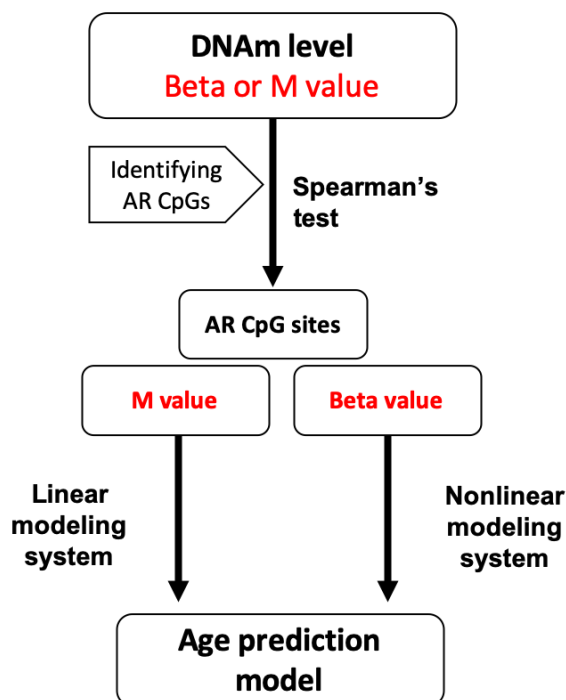 DNAm level
Beta or M value
Identifying
AR CpGs
Spearman's
test
AR CpG sites
M value
Beta value
Linear
modeling
system
Nonlinear
modeling
system
Age prediction
model